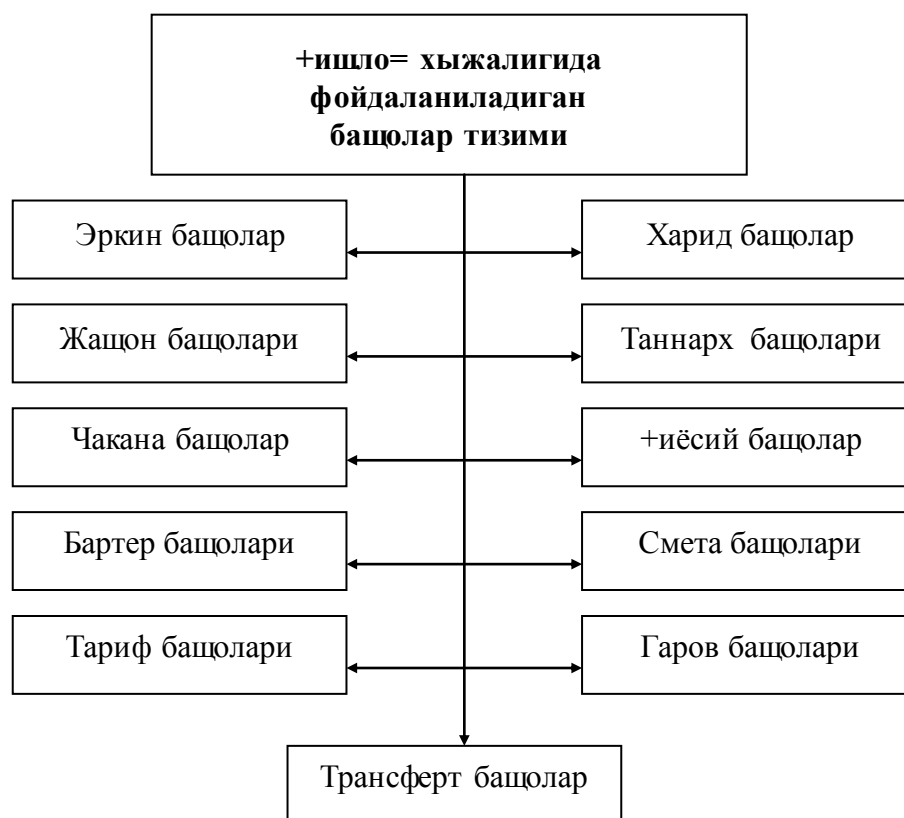 +ишло= хыжалигида
фойдаланиладиган
бащолар тизими
Эркин бащолар
Харид бащолар
Жащон бащолари
Таннарх бащолари
Чакана бащолар
+иёсий бащолар
Бартер бащолари
Смета бащолари
Тариф бащолари
Гаров бащолари
Трансферт бащолар